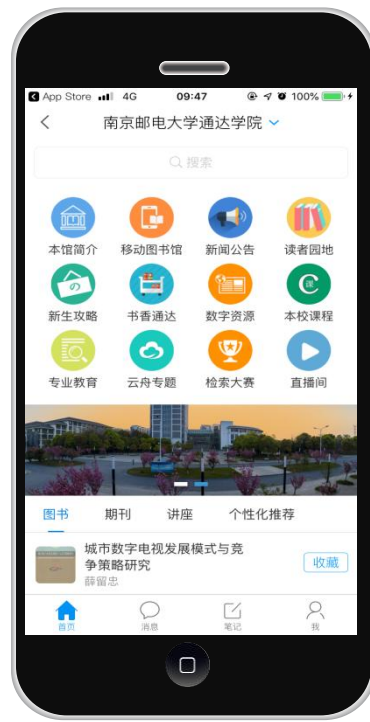 App Store 4G 09:47 100%
南京邮电大学通达学院
搜索
本馆简介 移动图书馆 新闻公告 读者园地
の 课
新生攻略 书香通达 数字资源 本校课程
专业教育 云舟专题 检索大赛 直播间
图书 期刊 讲座 个性化推荐
城市数字电视发展模式与竞
争策略研究
薛留忠
收藏
首页 消息 笔记 我